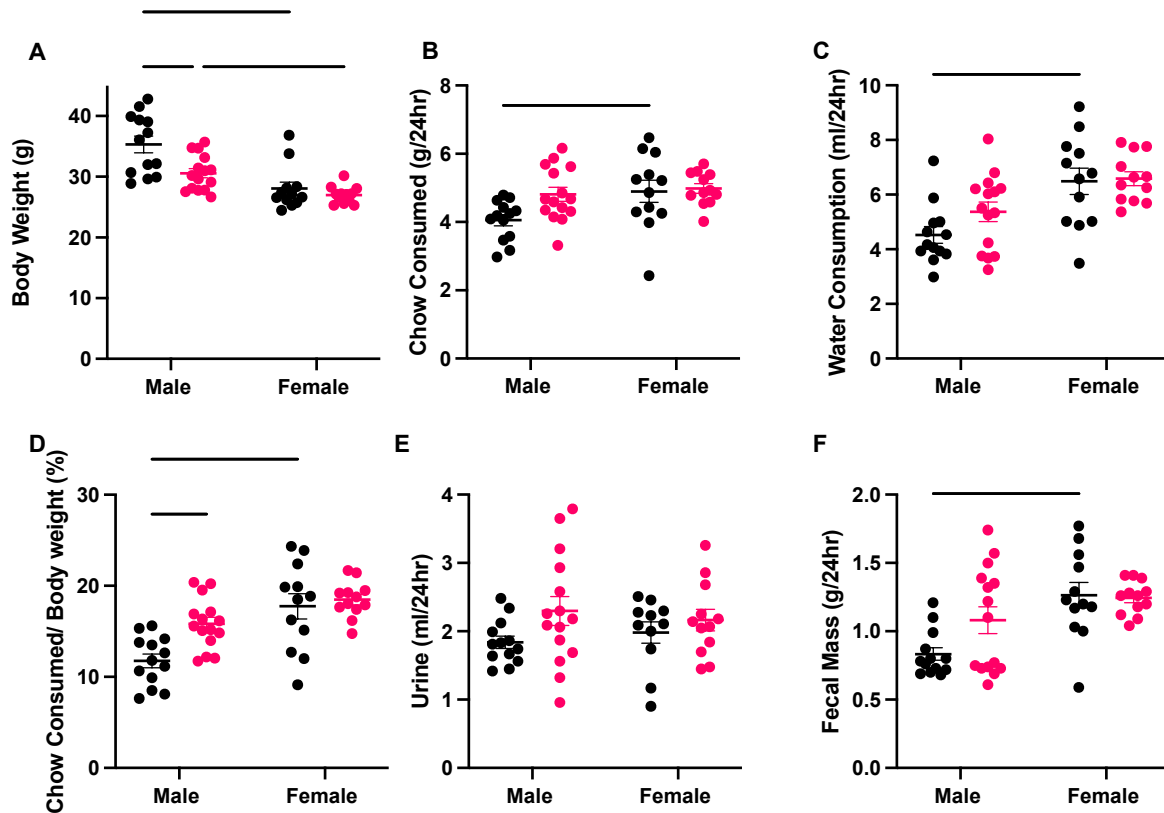 A
Body Weight (g)
40
30
20
10
0
Male Female
B
Chow Consumed (g/24hr)
8
6
4
2
0
Male Female
C
Water Consumption (ml/24hr)
10
8
6
4
2
0
Male Female
D
Chow Consumed/ Body weight (%)
30
20
10
0
Male Female
E
Urine (ml/24hr)
4
3
2
1
0
Male Female
F
Fecal Mass (g/24hr)
2.0
1.5
1.0
0.5
0.0
Male Female